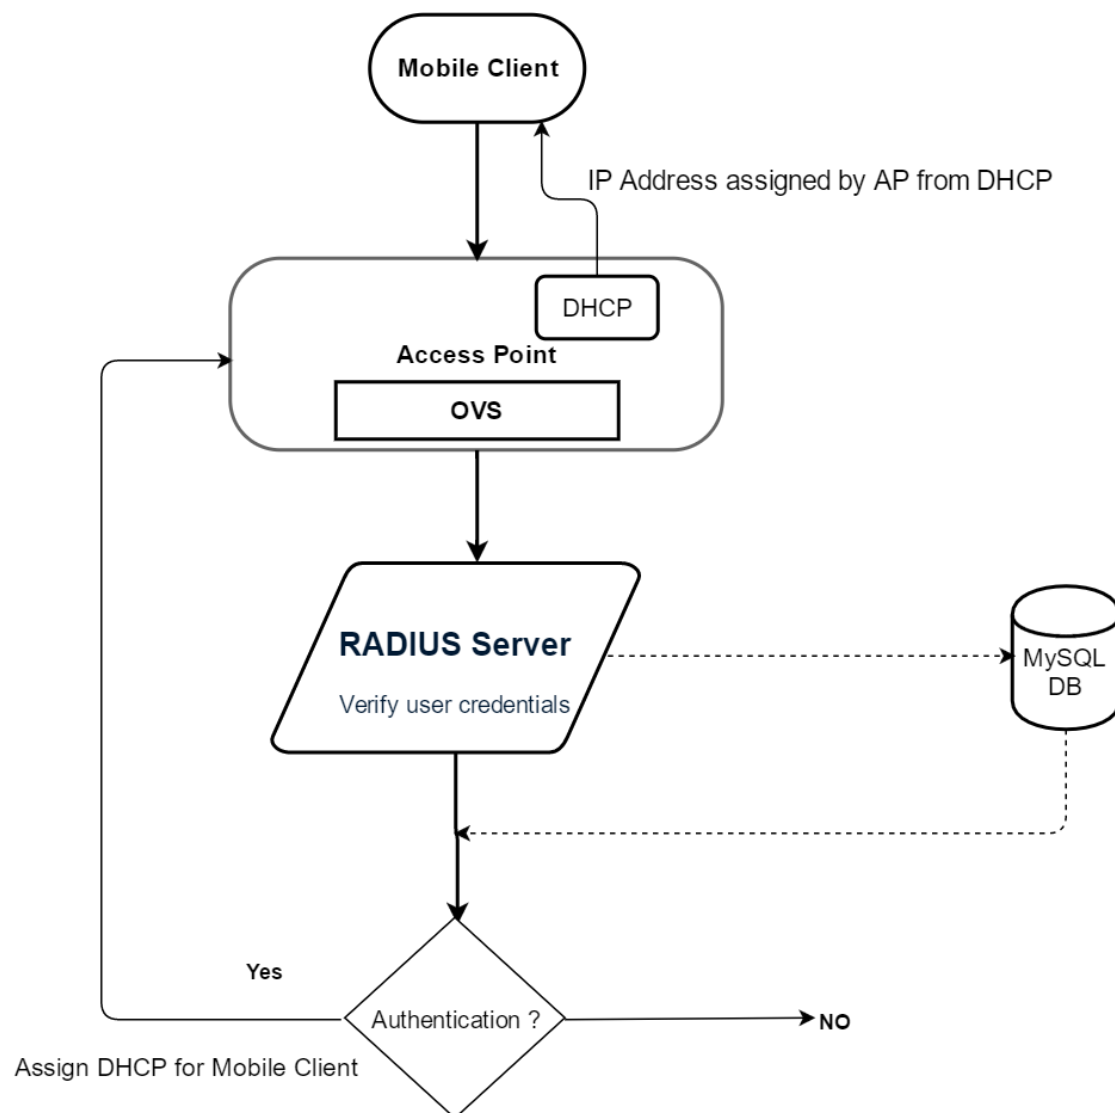 Mobile Client
IP Address assigned by AP from DHCP
DHCP
Access Point
OVS
RADIUS Server
Verify user credentials
MySQL
DB
Yes
Authentication ?
NO
Assign DHCP for Mobile Client